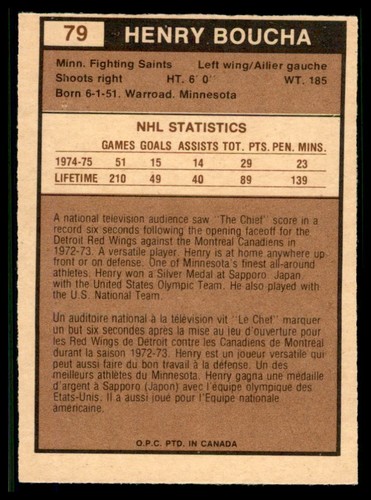 79 HENRY BOUCHA
Minn. Fighting Saints Left wing/Ailier gauche
Shoots right HT. 6' 0" WT. 185
Born 6-1-51. Warroad. Minnesota
NHL STATISTICS
GAMES GOALS ASSISTS TOT. PTS. PEN. MINS.
1974-75 51 15 14 29 23
LIFETIME 210 49 40 89 139
A national television audience saw "The Chief" score in a
record six seconds following the opening faceoff for the
Detroit Red Wings against the Montreal Canadiens in
1972-73. A versatile player. Henry is at home anywhere up
front or on defense. One of Minnesota's finest all-around
athletes. Henry won a Silver Medal at Sapporo. Japan.
with the United States Olympic Team. He also played with
the U.S. National Team.
Un auditoire national à la télévision vit "Le Chef" marquer
un but six secondes après la mise au jeu d'ouverture pour
les Red Wings de Detroit contre les Canadiens de Montréal
durant la saison 1972-73. Henry est un joueur versatile qui
peut aussi faire du bon travail à la défense. Un des
meilleurs athlètes du Minnesota. Henry gagna une médaille
d'argent à Sapporo (Japon) avec l'équipe olympique des
Etats-Unis. Il a aussi joué pour l'Equipe nationale
américaine.
O.P.C. PTD. IN CANADA